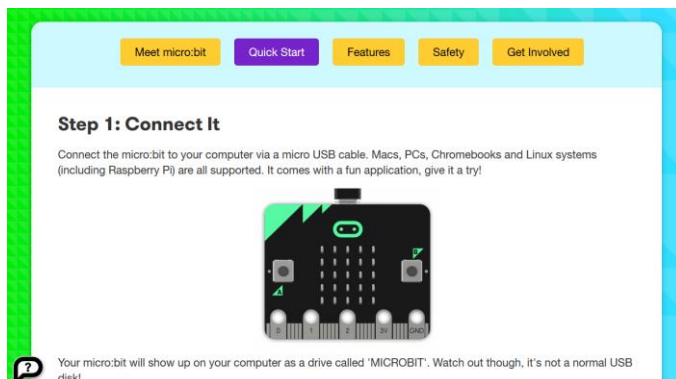 Meet micro:bit Quick Start Features Safety Get Involved
Step 1: Connect It
Connect the micro:bit to your computer via a micro USB cable. Macs, PCs, Chromebooks and Linux systems
(including Raspberry Pi) are all supported. It comes with a fun application, give it a try!
B
A
0 1 2 3V GND
Your micro:bit will show up on your computer as a drive called 'MICROBIT'. Watch out though, it's not a normal USB
disk!
?